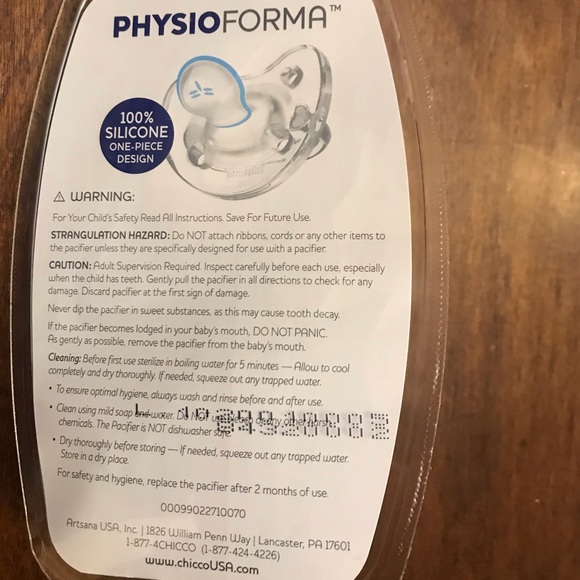 PHYSIOFORMA™
100%
SILICONE
ONE-PIECE
DESIGN
⚠ WARNING:
For Your Child's Safety Read All Instructions. Save For Future Use.
STRANGULATION HAZARD: Do NOT attach ribbons, cords or any other items to
the pacifier unless they are specifically designed for use with a pacifier.
CAUTION: Adult Supervision Required. Inspect carefully before each use, especially
when the child has teeth. Gently pull the pacifier in all directions to check for any
damage. Discard pacifier at the first sign of damage.
Never dip the pacifier in sweet substances, as this may cause tooth decay.
If the pacifier becomes lodged in your baby's mouth, DO NOT PANIC.
As gently as possible, remove the pacifier from the baby's mouth.
Cleaning: Before first use sterilize in boiling water for 5 minutes — Allow to cool
completely and dry thoroughly. If needed, squeeze out any trapped water.
• To ensure optimal hygiene, always wash and rinse before and after use.
• Clean using mild soap and water. Do NOT other harsh
chemicals. The Pacifier is NOT dishwasher safe.
• Dry thoroughly before storing — If needed, squeeze out any trapped water.
Store in a dry place.
For safety and hygiene, replace the pacifier after 2 months of use.
00099022710070
Artsana USA, Inc. | 1826 William Penn Way | Lancaster, PA 17601
1-877-4CHICCO (1-877-424-4226)
www.chiccoUSA.com